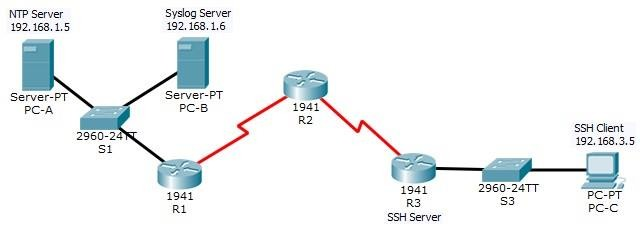 NTP Server
192.168.1.5
Syslog Server
192.168.1.6
Server-PT
PC-A
Server-PT
PC-B
2960-24TT
S1
1941
R1
1941
R2
1941
R3
SSH Server
2960-24TT
S3
SSH Client
192.168.3.5
PC-PT
PC-C